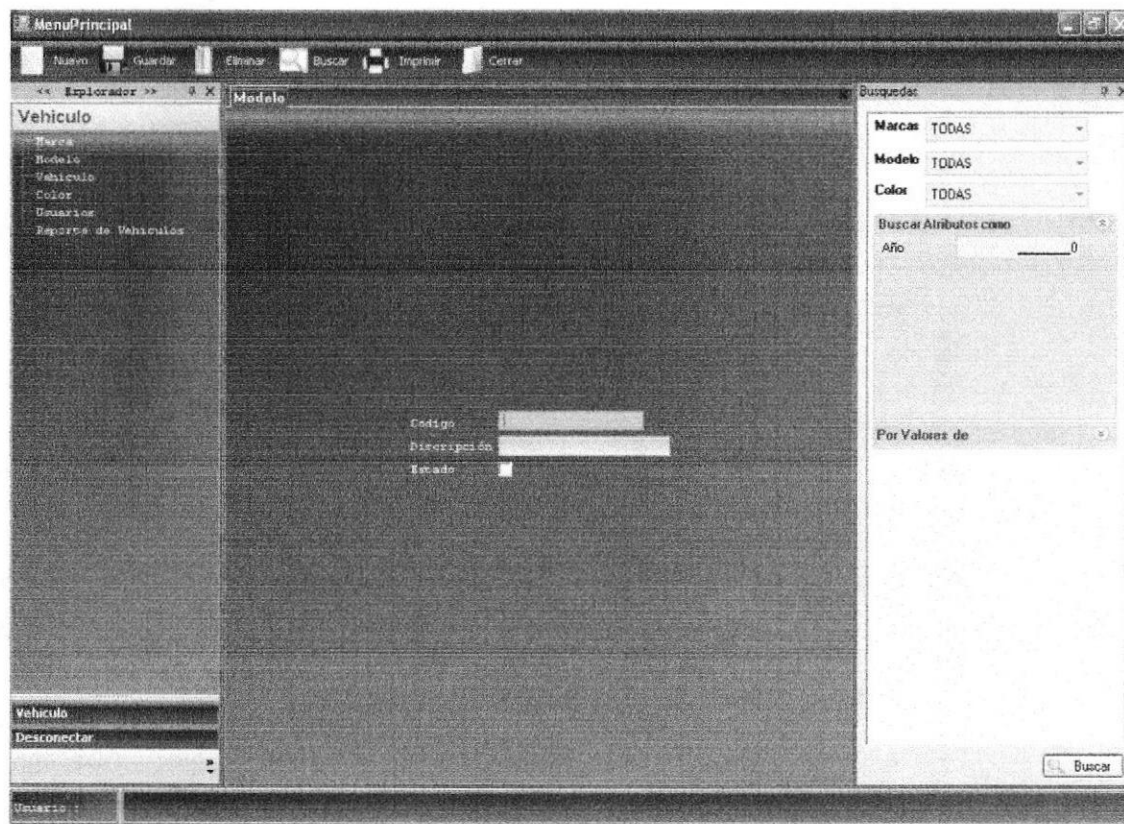 MenuPrincipal
Nuevo Guardar Eliminar Buscar Imprimir Cerrar
<< Explorador >>
Vehiculo
Marca
Modelo
Vehiculo
Color
Usuarios
Reporte de Vehiculos
Vehiculo
Desconectar
Modelo
Codigo
Discripción
Estado
Busquedas
Marcas TODAS
Modelo TODAS
Color TODAS
Buscar Atributos como
Año 0
Por Valores de
Buscar
Usuario :